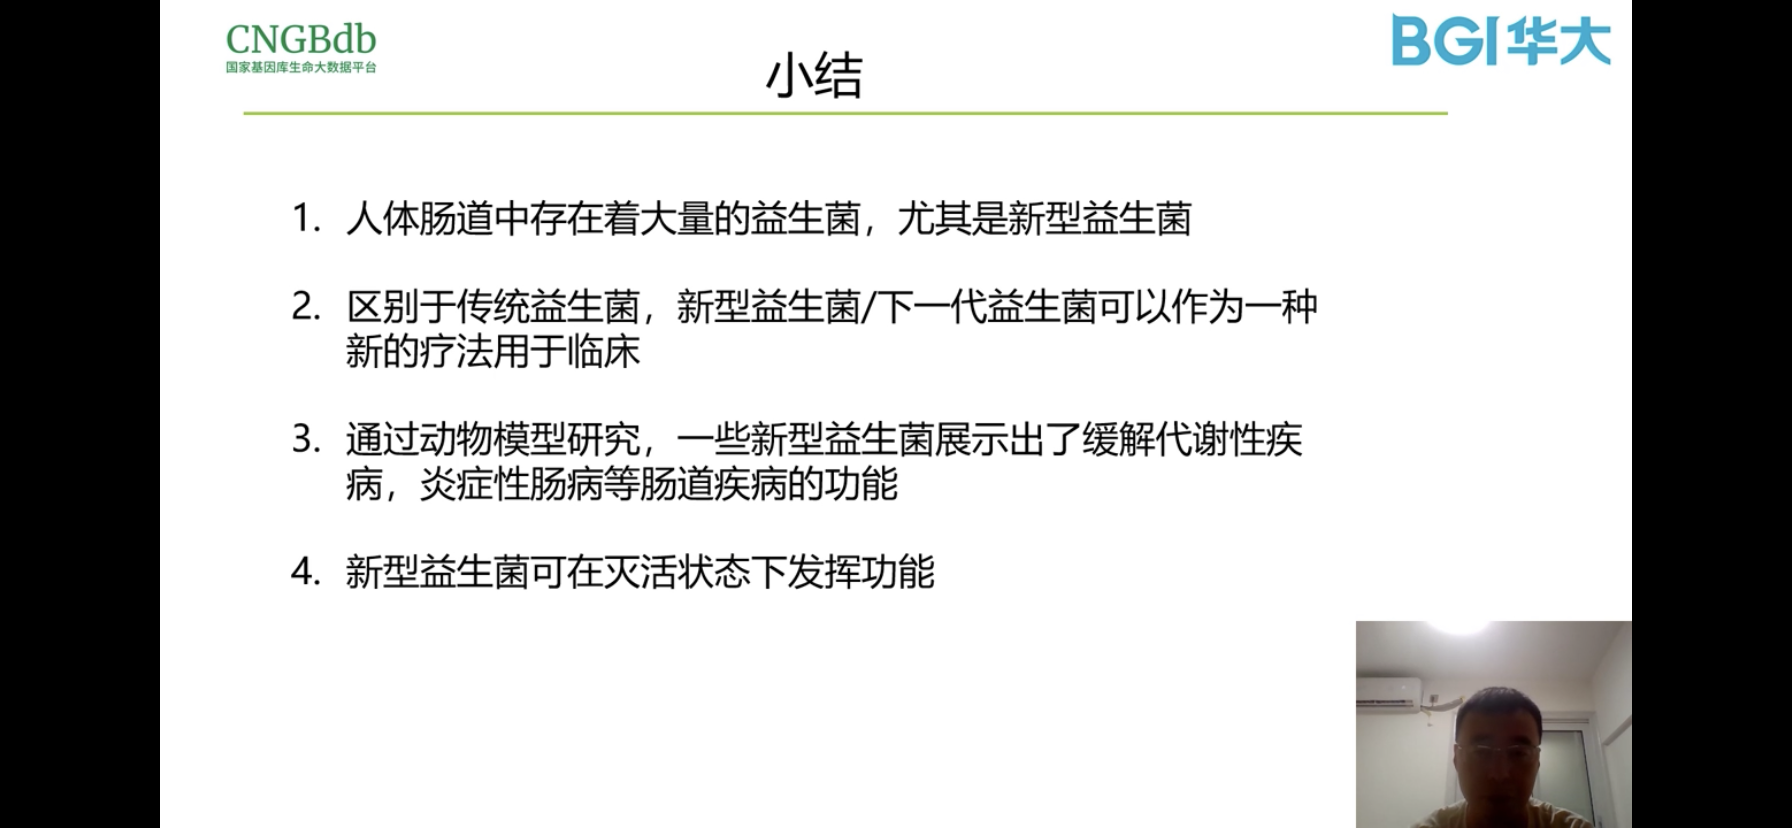 CNGBdb
国家基因库生命大数据平台
BGI华大
小结
1. 人体肠道中存在着大量的益生菌，尤其是新型益生菌
2. 区别于传统益生菌，新型益生菌/下一代益生菌可以作为一种
新的疗法用于临床
3. 通过动物模型研究，一些新型益生菌展示出了缓解代谢性疾
病，炎症性肠病等肠道疾病的功能
4. 新型益生菌可在灭活状态下发挥功能